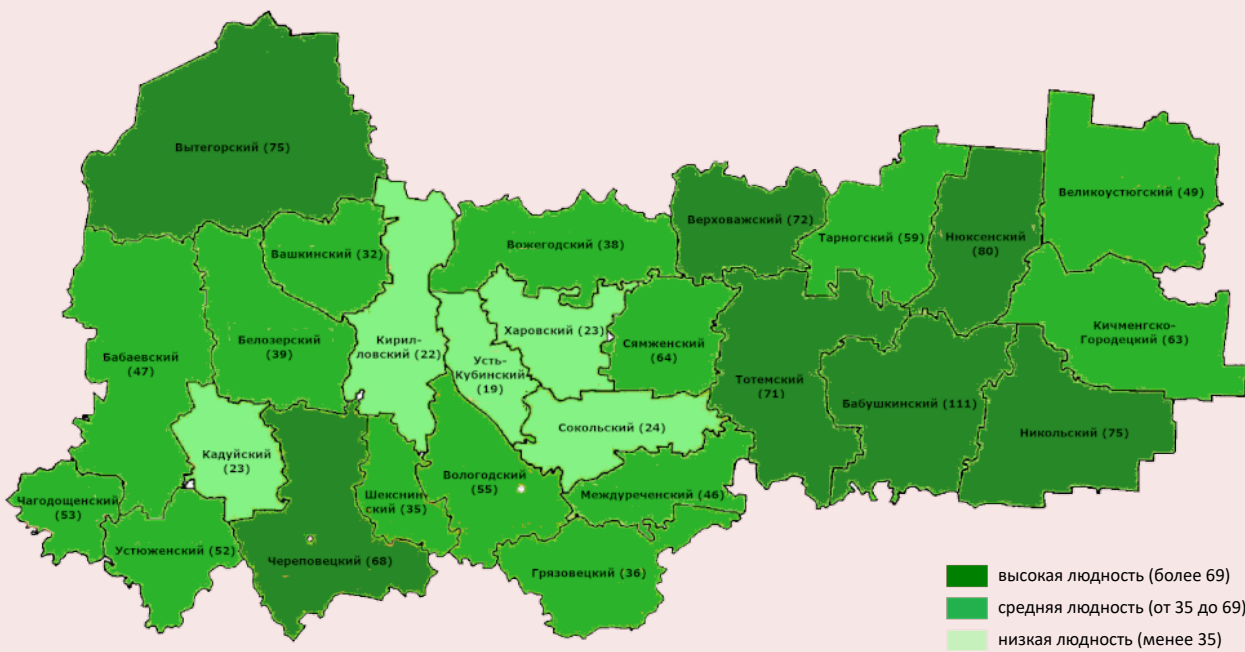 Вытегорский (75)
Великоустюгский (49)
Верховажский (72)
Тарногский (59)
Нюксенский
(80)
Вожегодский (38)
Вашкинский (32)
Харовский (23)
Кичменгско-
Городецкий (63)
Белозерский
(39)
Кирил-
ловский (22)
Усть-
Кубинский
(19)
Сямженский
(64)
Бабаевский
(47)
Тотемский
(71)
Бабушкинский (111)
Никольский (75)
Сокольский (24)
Кадуйский
(23)
Вологодский
(55)
Шекснин-
ский (35)
Междуреченский (46)
Чагодощенский
(53)
Устюженский (52)
Череповецкий (68)
Грязовецкий (36)
высокая людность (более 69)
средняя людность (от 35 до 69)
низкая людность (менее 35)